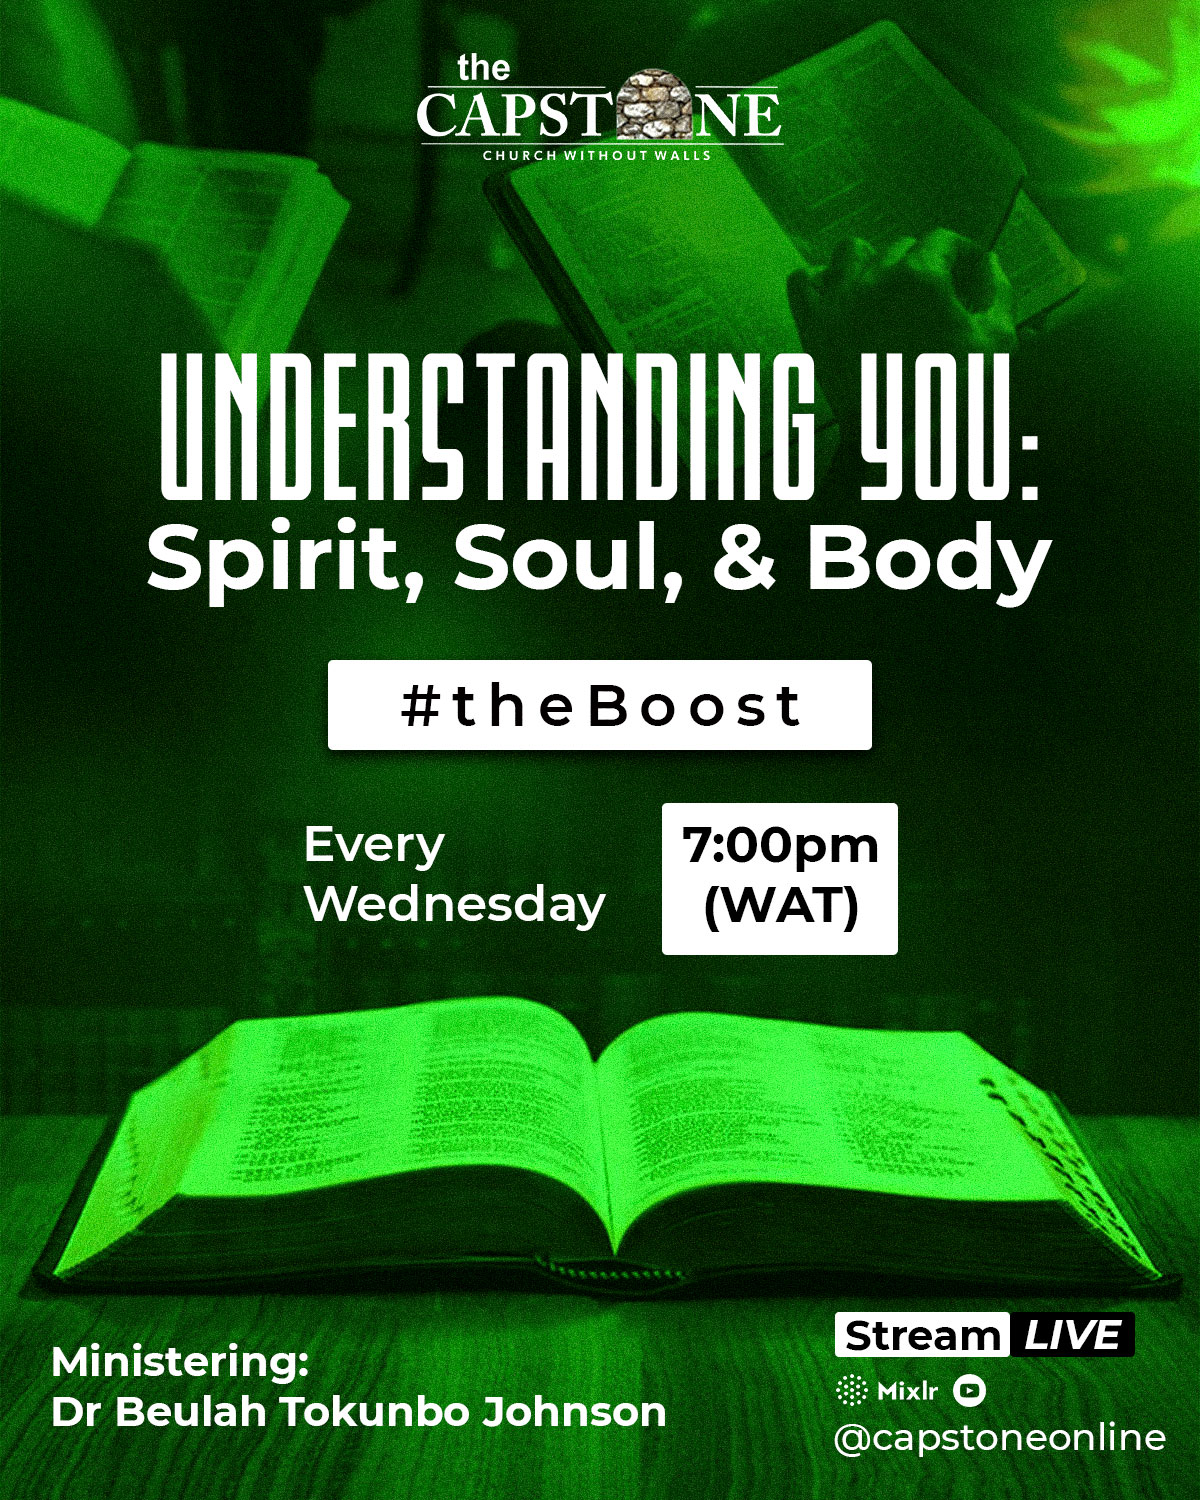 the
CAPSTONE
CHURCH WITHOUT WALLS
UNDERSTANDING YOU:
Spirit, Soul, & Body
#theBoost
Every
Wednesday
7:00pm
(WAT)
Ministering:
Dr Beulah Tokunbo Johnson
Stream LIVE
Mixlr
@capstoneonline